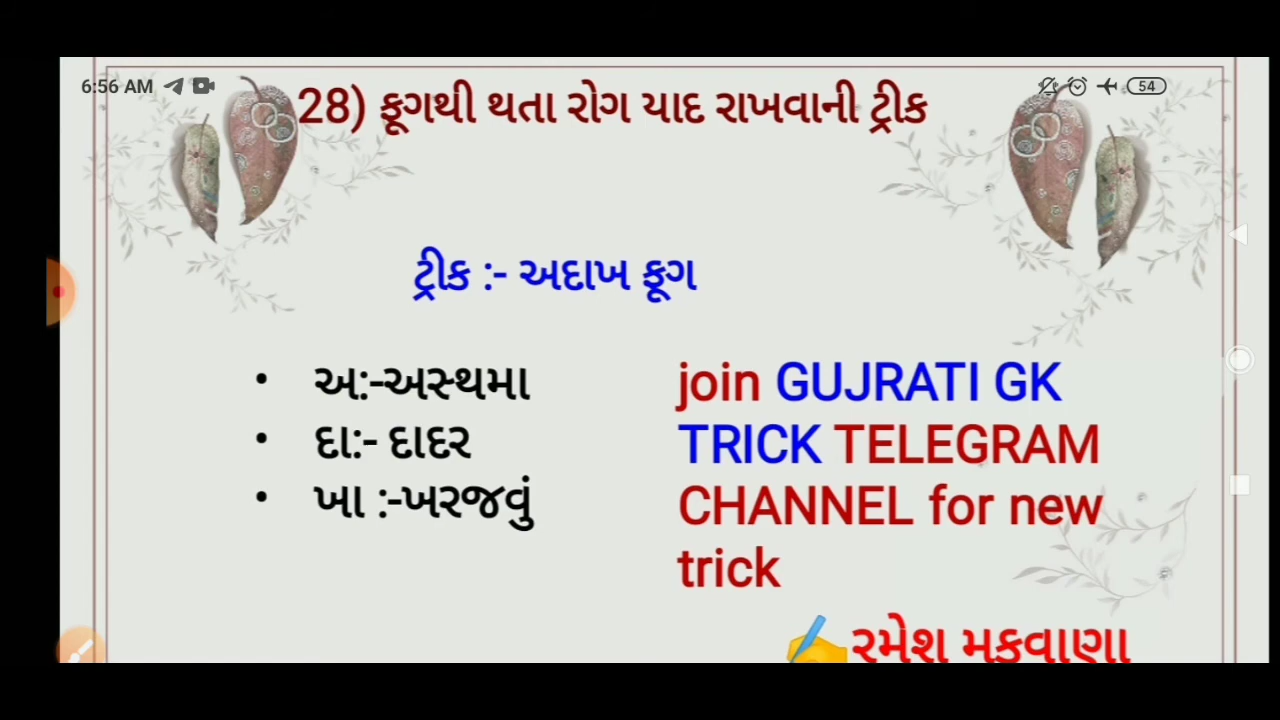 6:56 AM
54
28) ફૂગથી થતા રોગ યાદ રાખવાની ટ્રીક
ટ્રીક :- અદાખ ફૂગ
• અ:-અસ્થમા
• દા:- દાદર
• ખા :-ખરજવું
join GUJRATI GK
TRICK TELEGRAM
CHANNEL for new
trick
✍️રમેશ મકવાણા